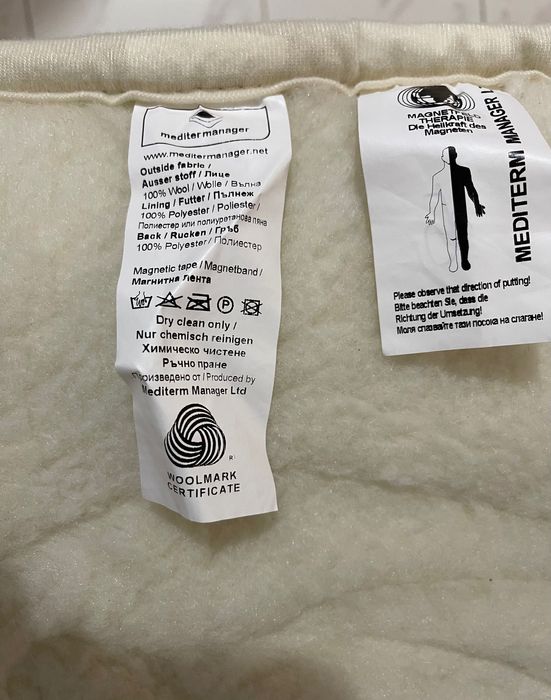 meditermanager
www.meditermanager.net
Outside fabric /
Ausser stoff / Лице
100% Wool / Wolle / Вълна
Lining / Futter / Пълнеж
100% Polyester / Poliester /
Полиестер или полиуретанова пяна
Back / Rucken / Гръб
100% Polyester / Полиестер
Magnetic tape / Magnetband /
Магнитна лента
P
Dry clean only /
Nur chemisch reinigen
Химическо чистене
Ръчно пране
Произведено от / Produced by
Mediterm Manager Ltd
R
WOOLMARK
CERTIFICATE
THERAPIE
Die Heilkraft des
Magneten
MEDITERM MANAGER
Please observe that direction of putting!
Bitte beachten Sie, dass die
Richtung der Umsetzung!
Моля спазвайте тази посока на слагане!